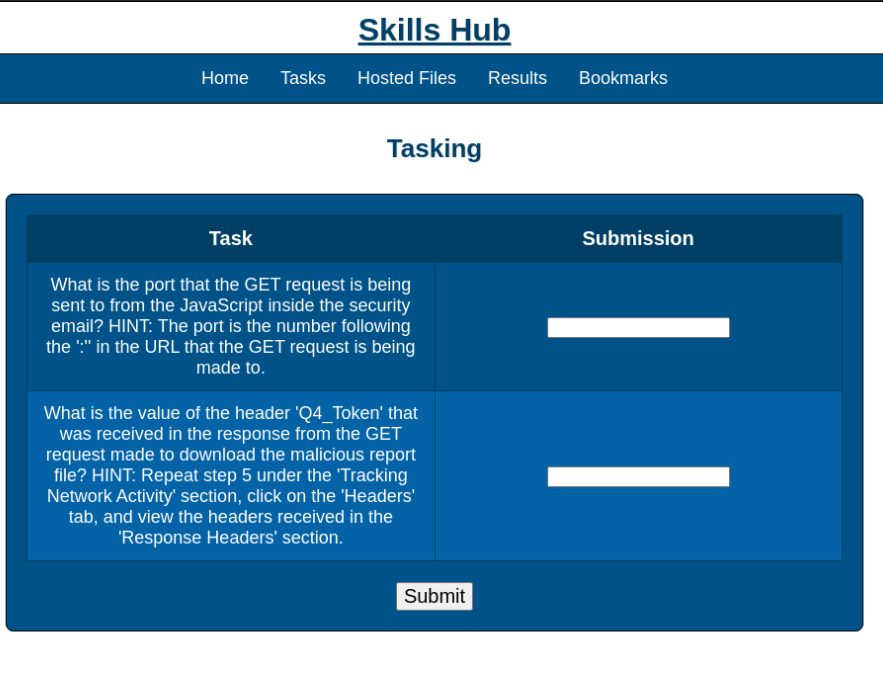 Skills Hub
Home Tasks Hosted Files Results Bookmarks
Tasking
Task Submission
What is the port that the GET request is being
sent to from the JavaScript inside the security
email? HINT: The port is the number following
the ':" in the URL that the GET request is being
made to.
What is the value of the header 'Q4_Token' that
was received in the response from the GET
request made to download the malicious report
file? HINT: Repeat step 5 under the 'Tracking
Network Activity' section, click on the 'Headers'
tab, and view the headers received in the
'Response Headers' section.
Submit